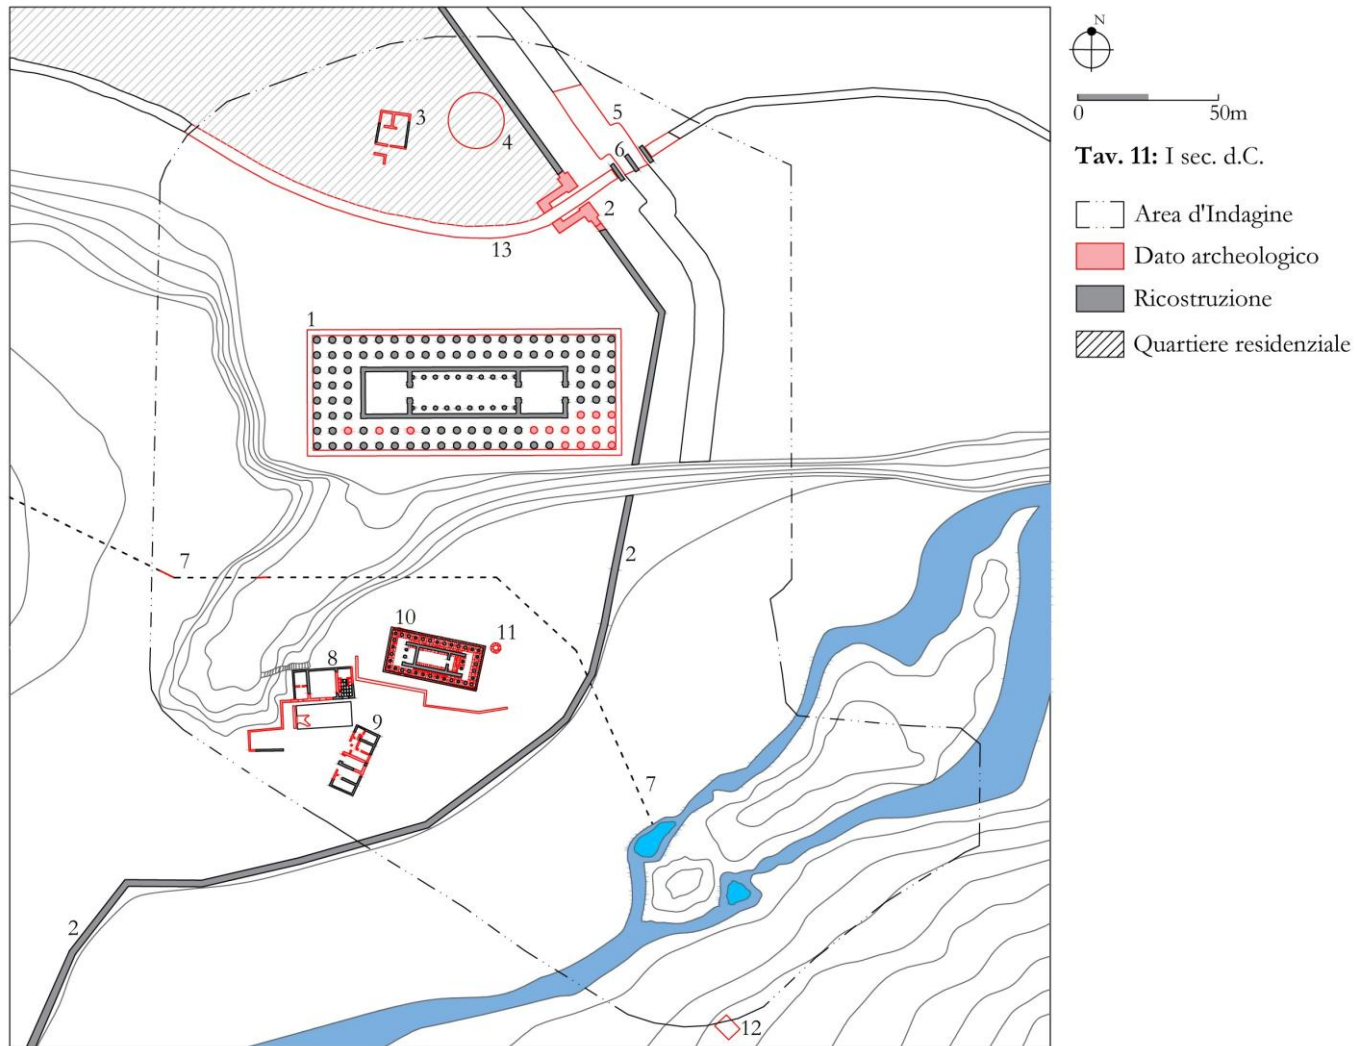 N
0
50m
Tav. 11: I sec. d.C.
Area d'Indagine
Dato archeologico
Ricostruzione
Quartiere residenziale
3
4
5
6
2
13
1
7
2
10
11
8
9
7
2
12